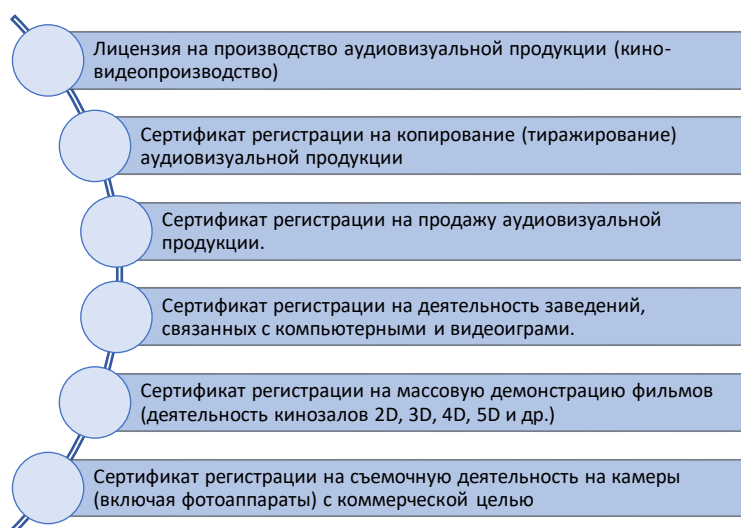 Лицензия на производство аудиовизуальной продукции (кино-
видеопроизводство)
Сертификат регистрации на копирование (тиражирование)
аудиовизуальной продукции
Сертификат регистрации на продажу аудиовизуальной
продукции.
Сертификат регистрации на деятельность заведений,
связанных с компьютерными и видеоиграми.
Сертификат регистрации на массовую демонстрацию фильмов
(деятельность кинозалов 2D, 3D, 4D, 5D и др.)
Сертификат регистрации на съемочную деятельность на камеры
(включая фотоаппараты) с коммерческой целью